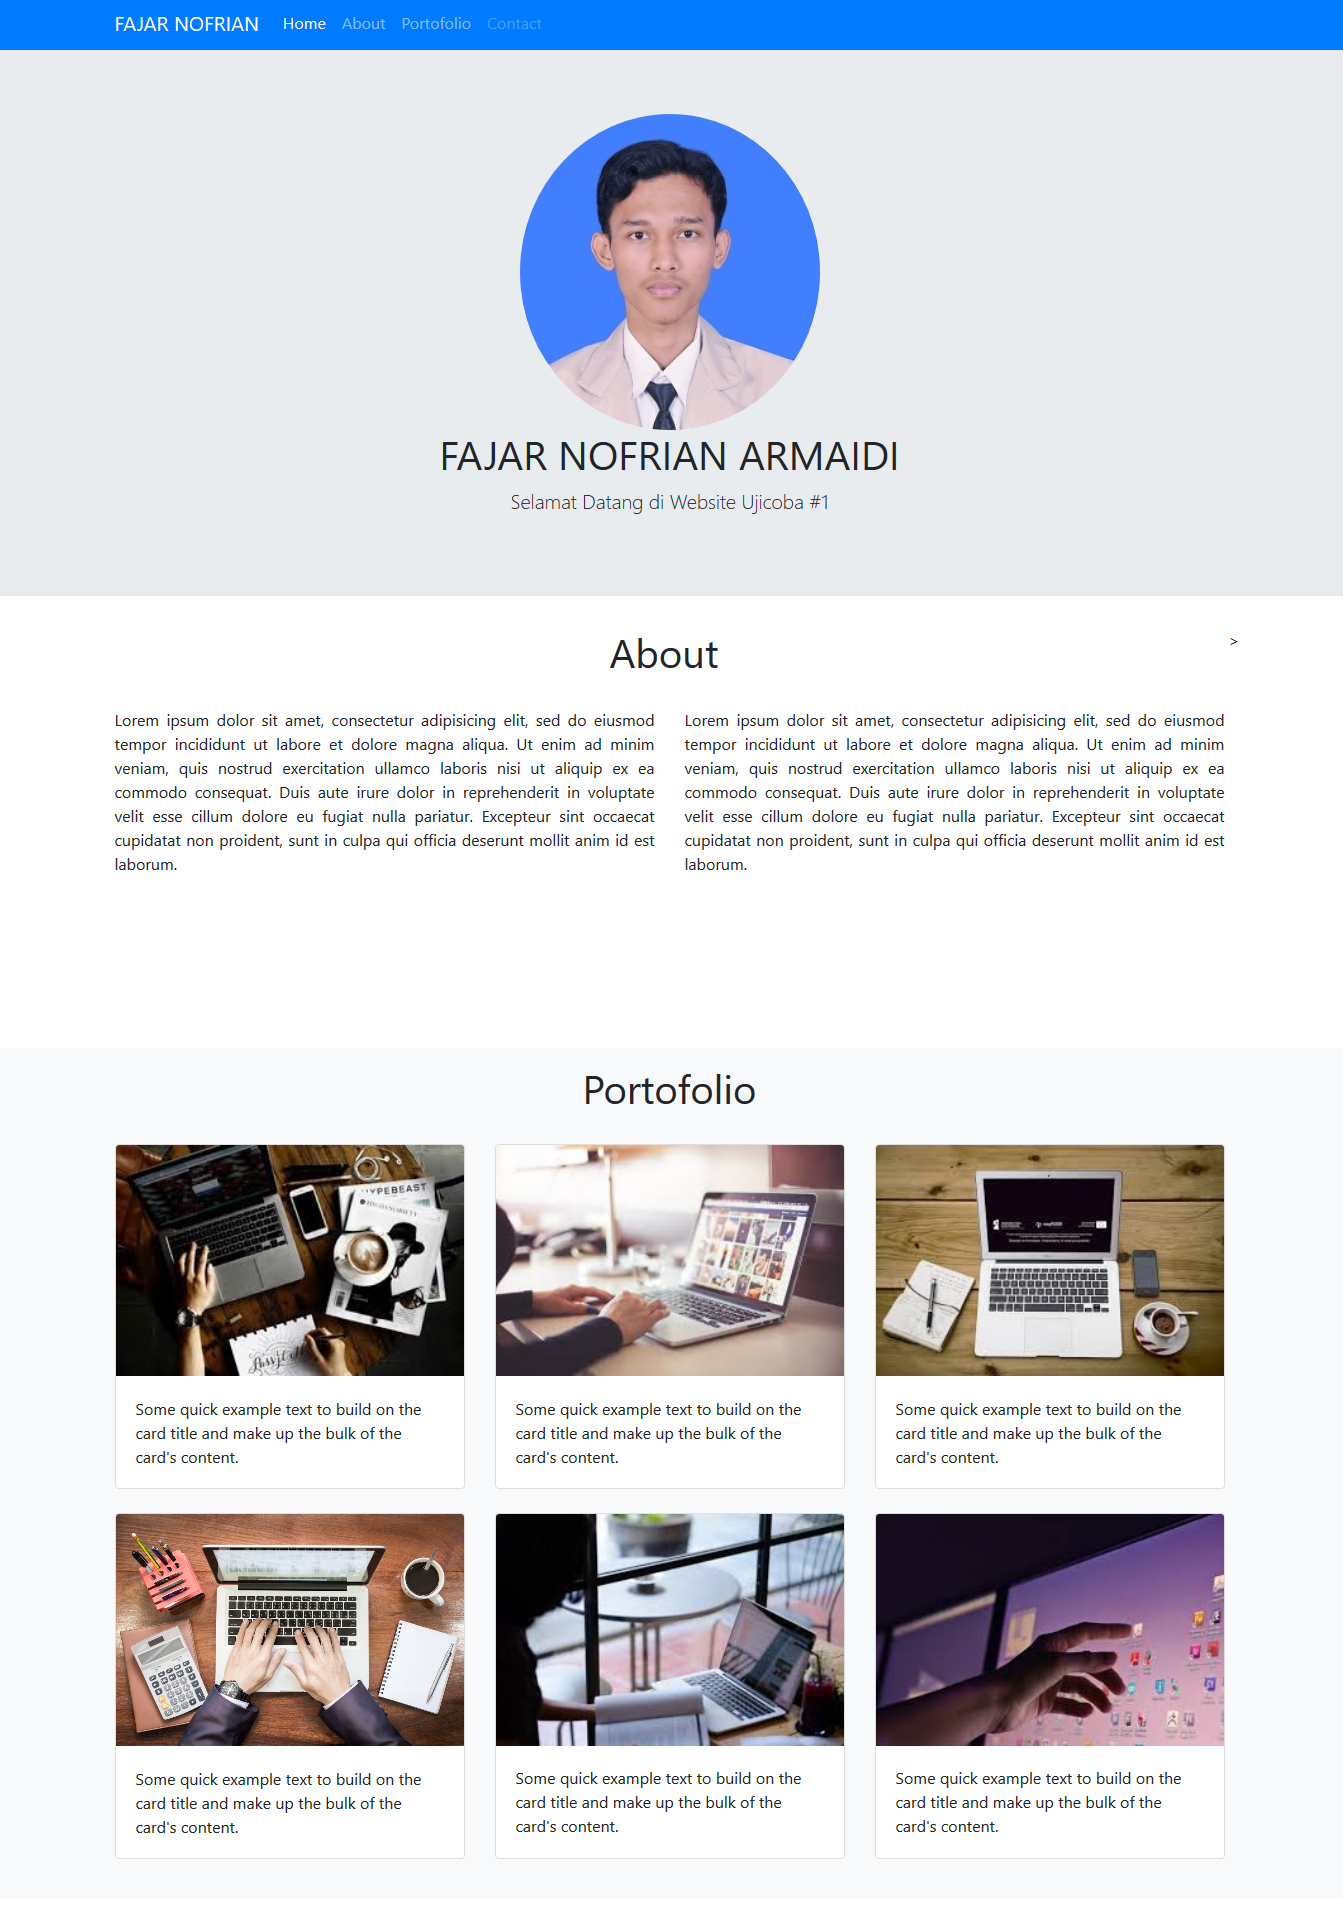 FAJAR NOFRIAN Home About Portofolio Contact
FAJAR NOFRIAN ARMAIDI
Selamat Datang di Website Ujicoba #1
About
>
Lorem ipsum dolor sit amet, consectetur adipisicing elit, sed do eiusmod
tempor incididunt ut labore et dolore magna aliqua. Ut enim ad minim
veniam, quis nostrud exercitation ullamco laboris nisi ut aliquip ex ea
commodo consequat. Duis aute irure dolor in reprehenderit in voluptate
velit esse cillum dolore eu fugiat nulla pariatur. Excepteur sint occaecat
cupidatat non proident, sunt in culpa qui officia deserunt mollit anim id est
laborum.
Lorem ipsum dolor sit amet, consectetur adipisicing elit, sed do eiusmod
tempor incididunt ut labore et dolore magna aliqua. Ut enim ad minim
veniam, quis nostrud exercitation ullamco laboris nisi ut aliquip ex ea
commodo consequat. Duis aute irure dolor in reprehenderit in voluptate
velit esse cillum dolore eu fugiat nulla pariatur. Excepteur sint occaecat
cupidatat non proident, sunt in culpa qui officia deserunt mollit anim id est
laborum.
Portofolio
HYPEBEAST
Some quick example text to build on the
card title and make up the bulk of the
card's content.
Some quick example text to build on the
card title and make up the bulk of the
card's content.
Some quick example text to build on the
card title and make up the bulk of the
card's content.
Some quick example text to build on the
card title and make up the bulk of the
card's content.
Some quick example text to build on the
card title and make up the bulk of the
card's content.
Some quick example text to build on the
card title and make up the bulk of the
card's content.